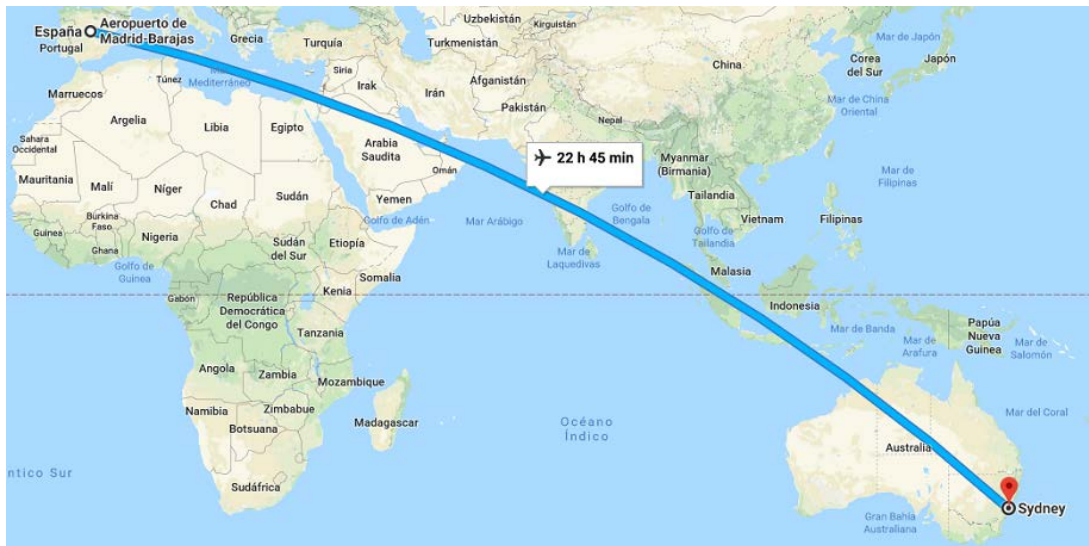 España
Aeropuerto de
Madrid-Barajas
Portugal
Grecia
Turquía
Uzbekistán
Kirguistán
Turkmenistán
Mar de Japón
Corea
del Sur
Japón
China
Túnez
Mediterráneo
Siria
Irak
Irán
Afganistán
Marruecos
Pakistán
Mar de China
Oriental
Argelia
Libia
Egipto
Nepal
Sahara
Occidental
Arabia
Saudita
Omán
22 h 45 min
Myanmar
(Birmania)
Mar de
Filipinas
Mauritania
Malí
Níger
Chad
Sudán
Yemen
Tailandia
Burkina
Faso
Golfo de Adén
Mar Arábigo
Golfo de
Bengala
Vietnam
Filipinas
Guinea
Ghana
Nigeria
Sudán
del Sur
Etiopía
Golfo de
Tailandia
Mar de
Laquedivas
Golfo de
Guinea
Somalia
Malasia
Gabón
República
Democrática
del Congo
Kenia
Indonesia
Tanzania
Mar de Banda
Papúa
Nueva
Guinea
Mar de
Arafura
Mar de
Salomón
Angola
Zambia
Mozambique
Namibia
Zimbabue
Botsuana
Madagascar
Océano
Índico
Mar del Coral
Australia
ntico Sur
Sudáfrica
Gran Bahía
Australiana
Sydney